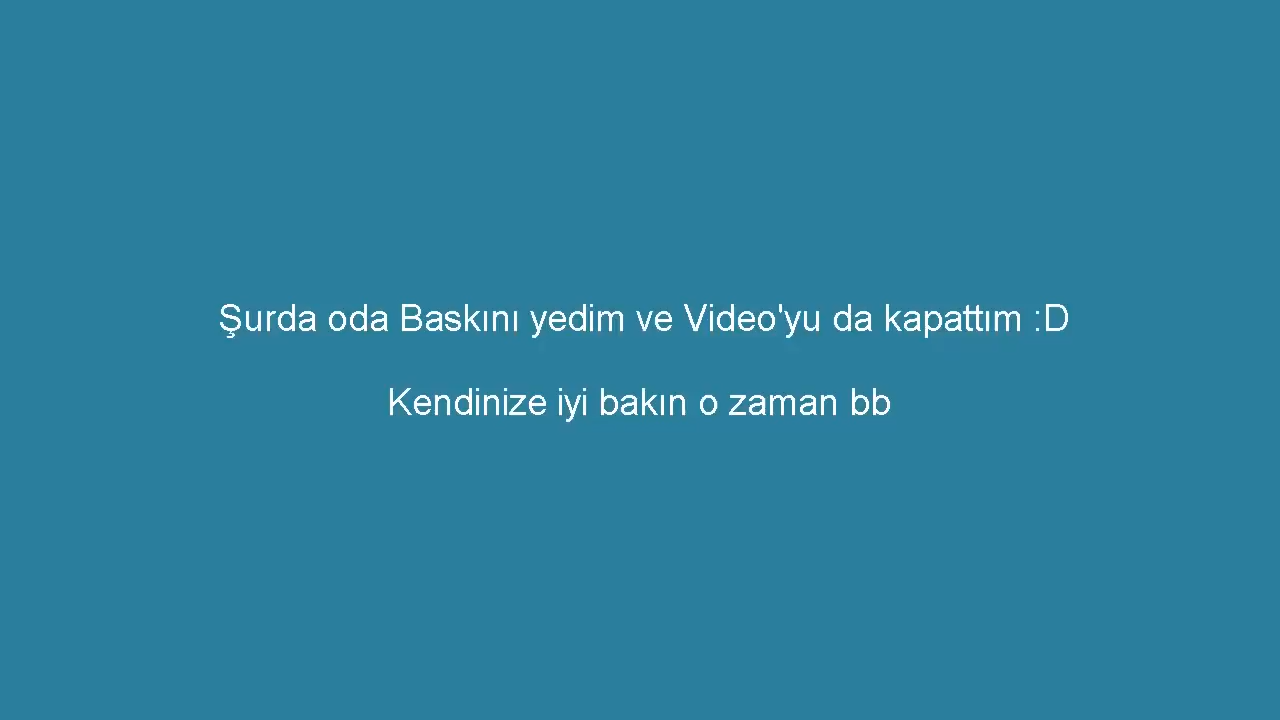 Şurda oda Baskını yedim ve Video'yu da kapattım :D
Kendinize iyi bakın o zaman bb